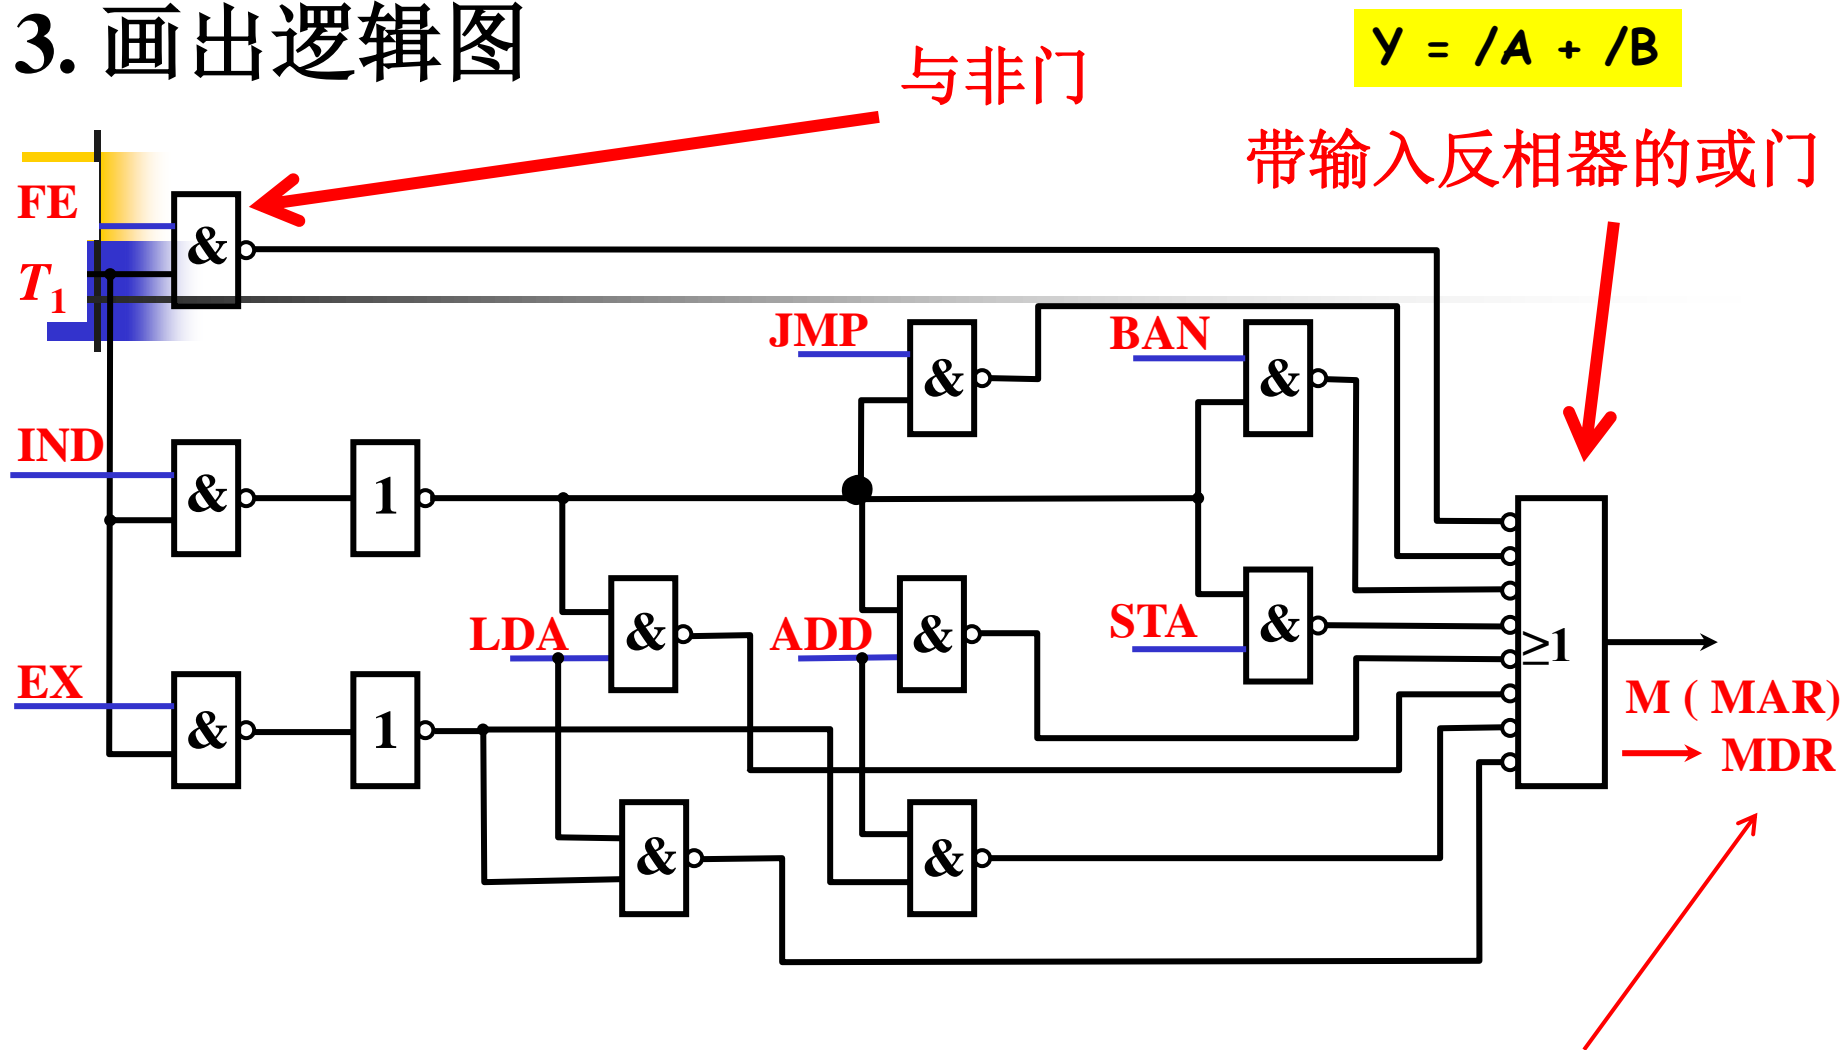 3. 画出逻辑图
Y = /A + /B
与非门
带输入反相器的或门
FE
&
T1
JMP
BAN
&
&
IND
&
1
LDA
&
ADD
&
STA
&
≥1
EX
&
1
M ( MAR)
MDR
&
&